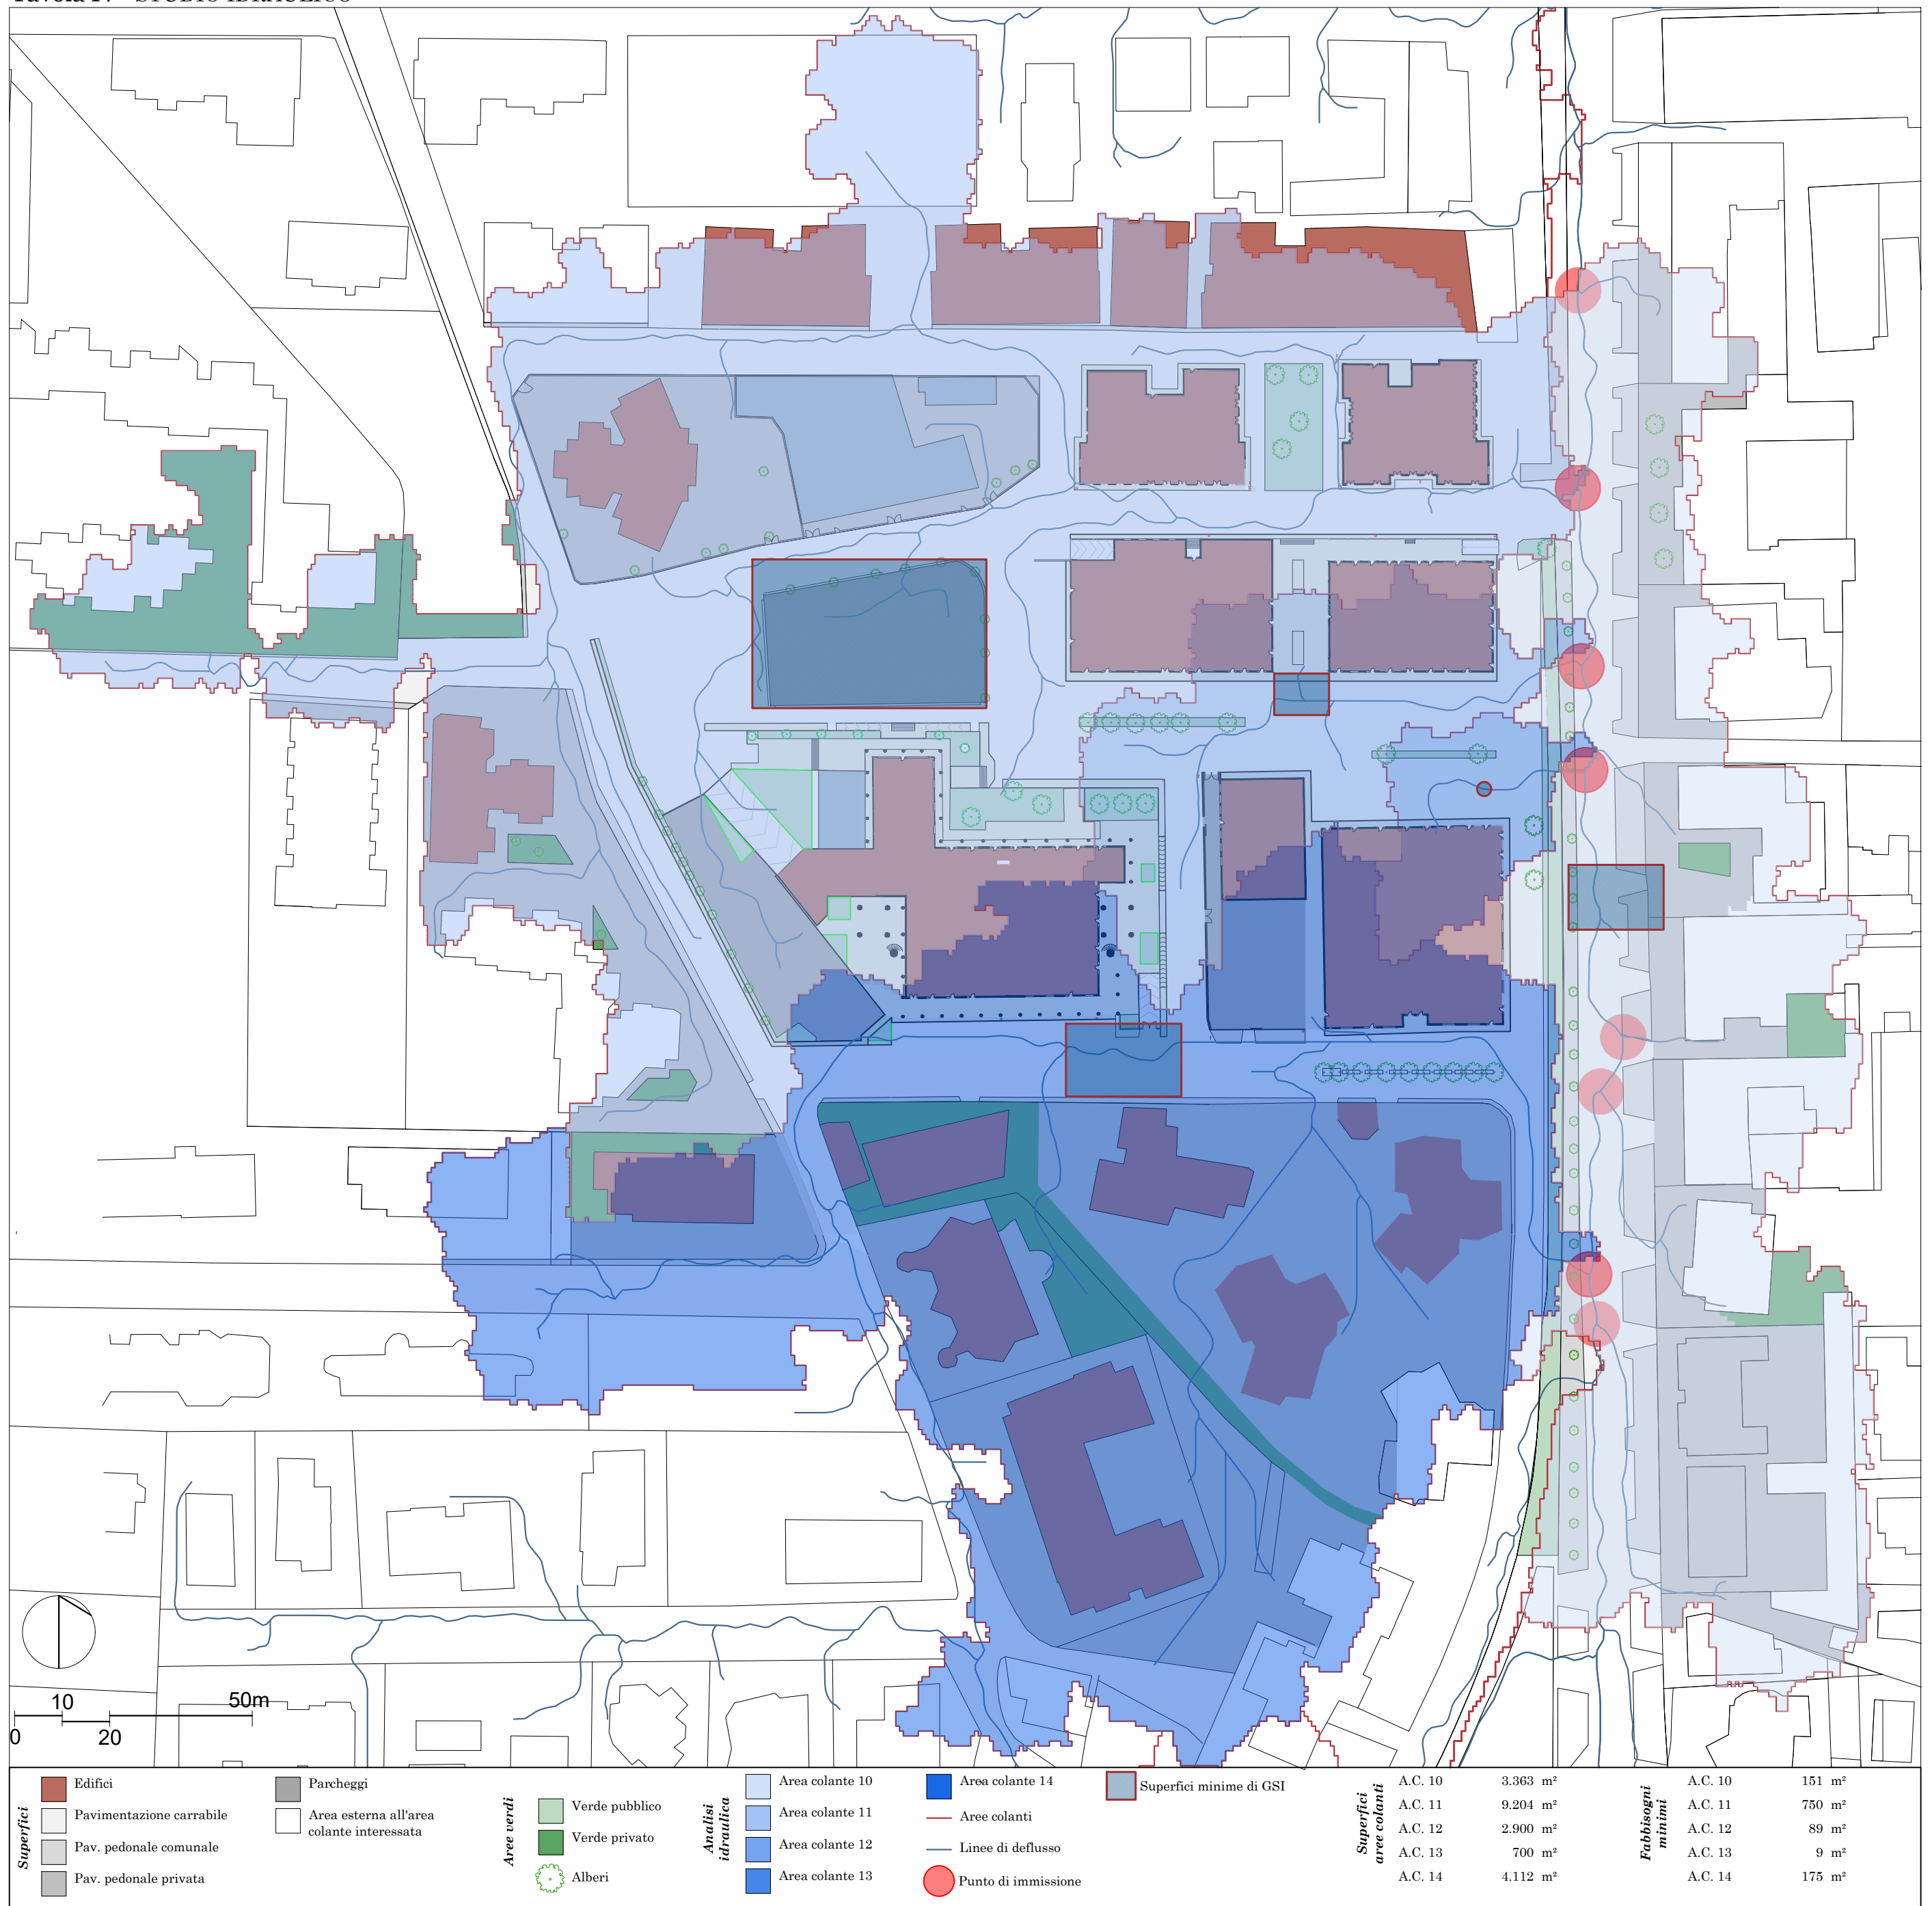 10
50m
0
20
Superfici
Edifici
Pavimentazione carrabile
Pav. pedonale comunale
Pav. pedonale privata
Parcheggi
Area esterna all'area
colante interessata
Aree verdi
Verde pubblico
Verde privato
Alberi
Analisi
idraulica
Area colante 10
Area colante 11
Area colante 12
Area colante 13
Area colante 14
Aree colanti
Linee di deflusso
Punto di immissione
Superfici minime di GSI
Superfici
aree colanti
A.C. 10 3.363 m²
A.C. 11 9.204 m²
A.C. 12 2.900 m²
A.C. 13 700 m²
A.C. 14 4.112 m²
Fabbisogni
minimi
A.C. 10 151 m²
A.C. 11 750 m²
A.C. 12 89 m²
A.C. 13 9 m²
A.C. 14 175 m²